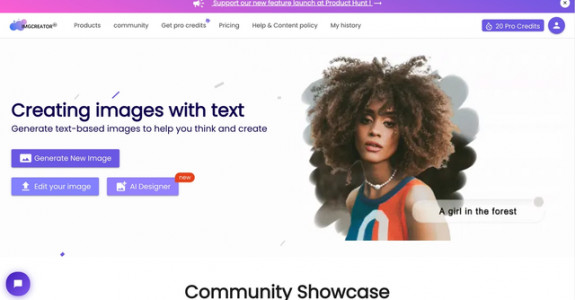 Support our new feature launch at Product Hunt ! →
IMGCREATOR
Products community Get pro credits Pricing Help & Content policy My history
20 Pro Credits
Creating images with text
Generate text-based images to help you think and create
Generate New Image
Edit your image
new
AI Designer
A girl in the forest
Community Showcase